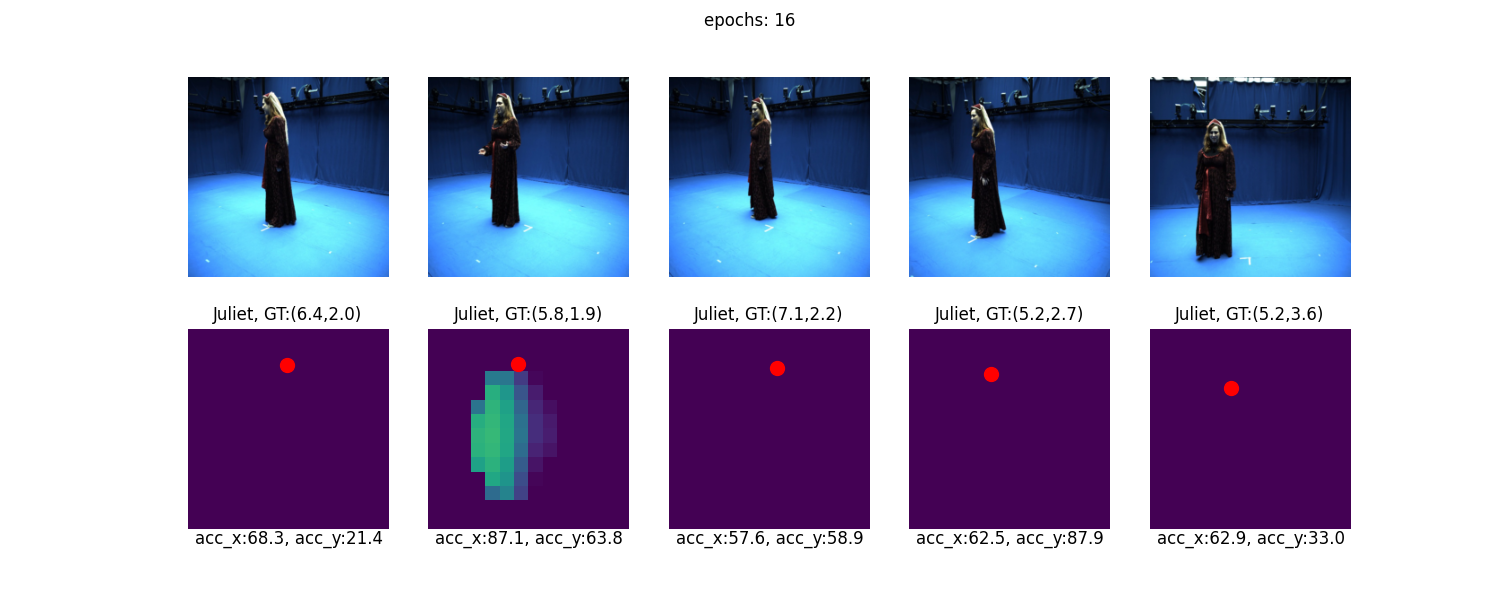 epochs: 16
Juliet, GT:(6.4,2.0)
Juliet, GT:(5.8,1.9)
Juliet, GT:(7.1,2.2)
Juliet, GT:(5.2,2.7)
Juliet, GT:(5.2,3.6)
acc_x:68.3, acc_y:21.4
acc_x:87.1, acc_y:63.8
acc_x:57.6, acc_y:58.9
acc_x:62.5, acc_y:87.9
acc_x:62.9, acc_y:33.0